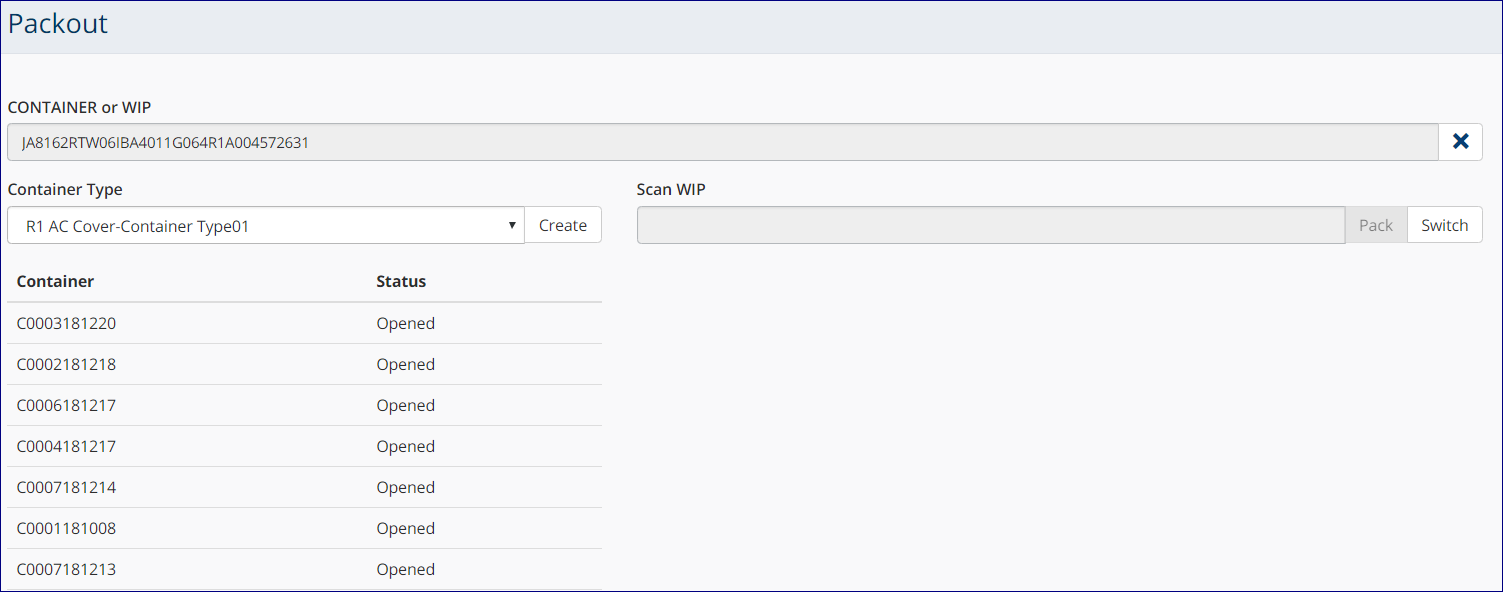 Packout
CONTAINER or WIP
JA8162RTW06IBA4011G064R1A004572631
Container Type
Scan WIP
R1 AC Cover-Container Type01
Create
Pack
Switch
Container Status
C0003181220 Opened
C0002181218 Opened
C0006181217 Opened
C0004181217 Opened
C0007181214 Opened
C0001181008 Opened
C0007181213 Opened